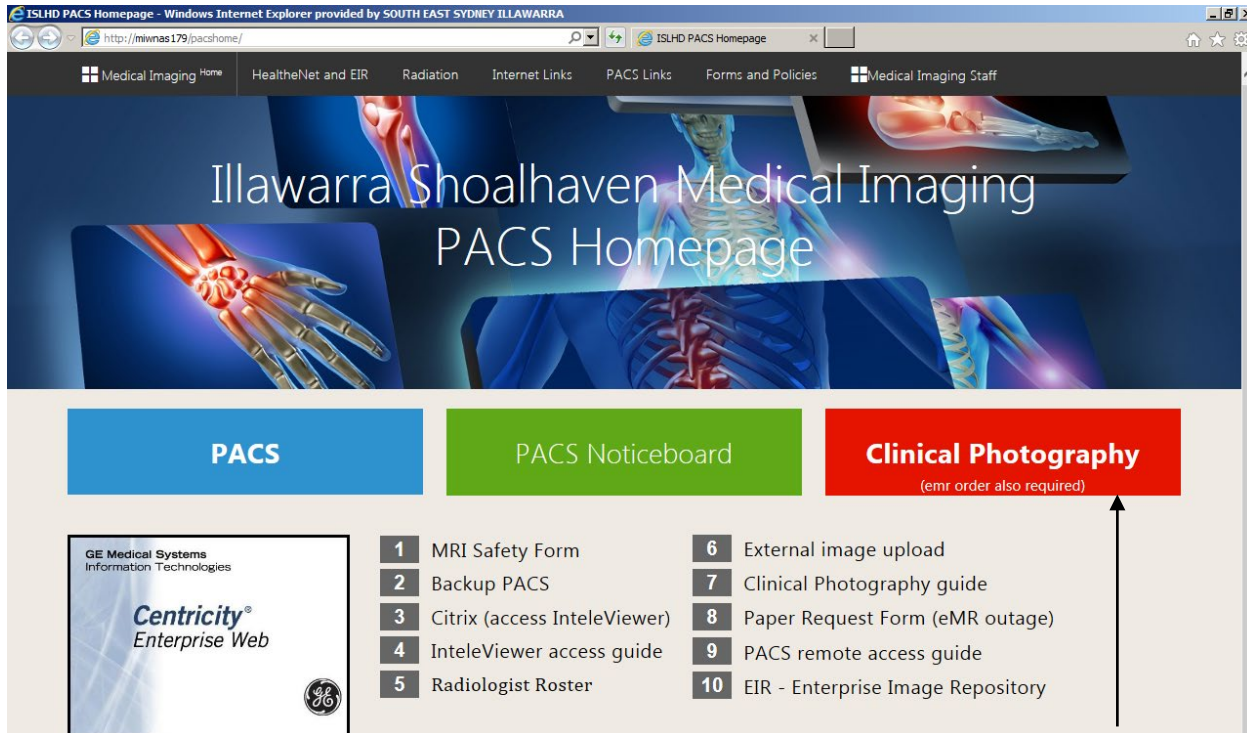 ISLHD PACS Homepage - Windows Internet Explorer provided by SOUTH EAST SYDNEY ILLAWARRA
http://miwnas179/pacshome/
ISLHD PACS Homepage
Medical Imaging Home
HealtheNet and EIR
Radiation
Internet Links
PACS Links
Forms and Policies
Medical Imaging Staff
Illawarra Shoalhaven Medical Imaging
PACS Homepage
PACS
PACS Noticeboard
Clinical Photography
(emr order also required)
GE Medical Systems
Information Technologies
Centricity®
Enterprise Web
GE
1 MRI Safety Form
2 Backup PACS
3 Citrix (access InteleViewer)
4 InteleViewer access guide
5 Radiologist Roster
6 External image upload
7 Clinical Photography guide
8 Paper Request Form (eMR outage)
9 PACS remote access guide
10 EIR - Enterprise Image Repository